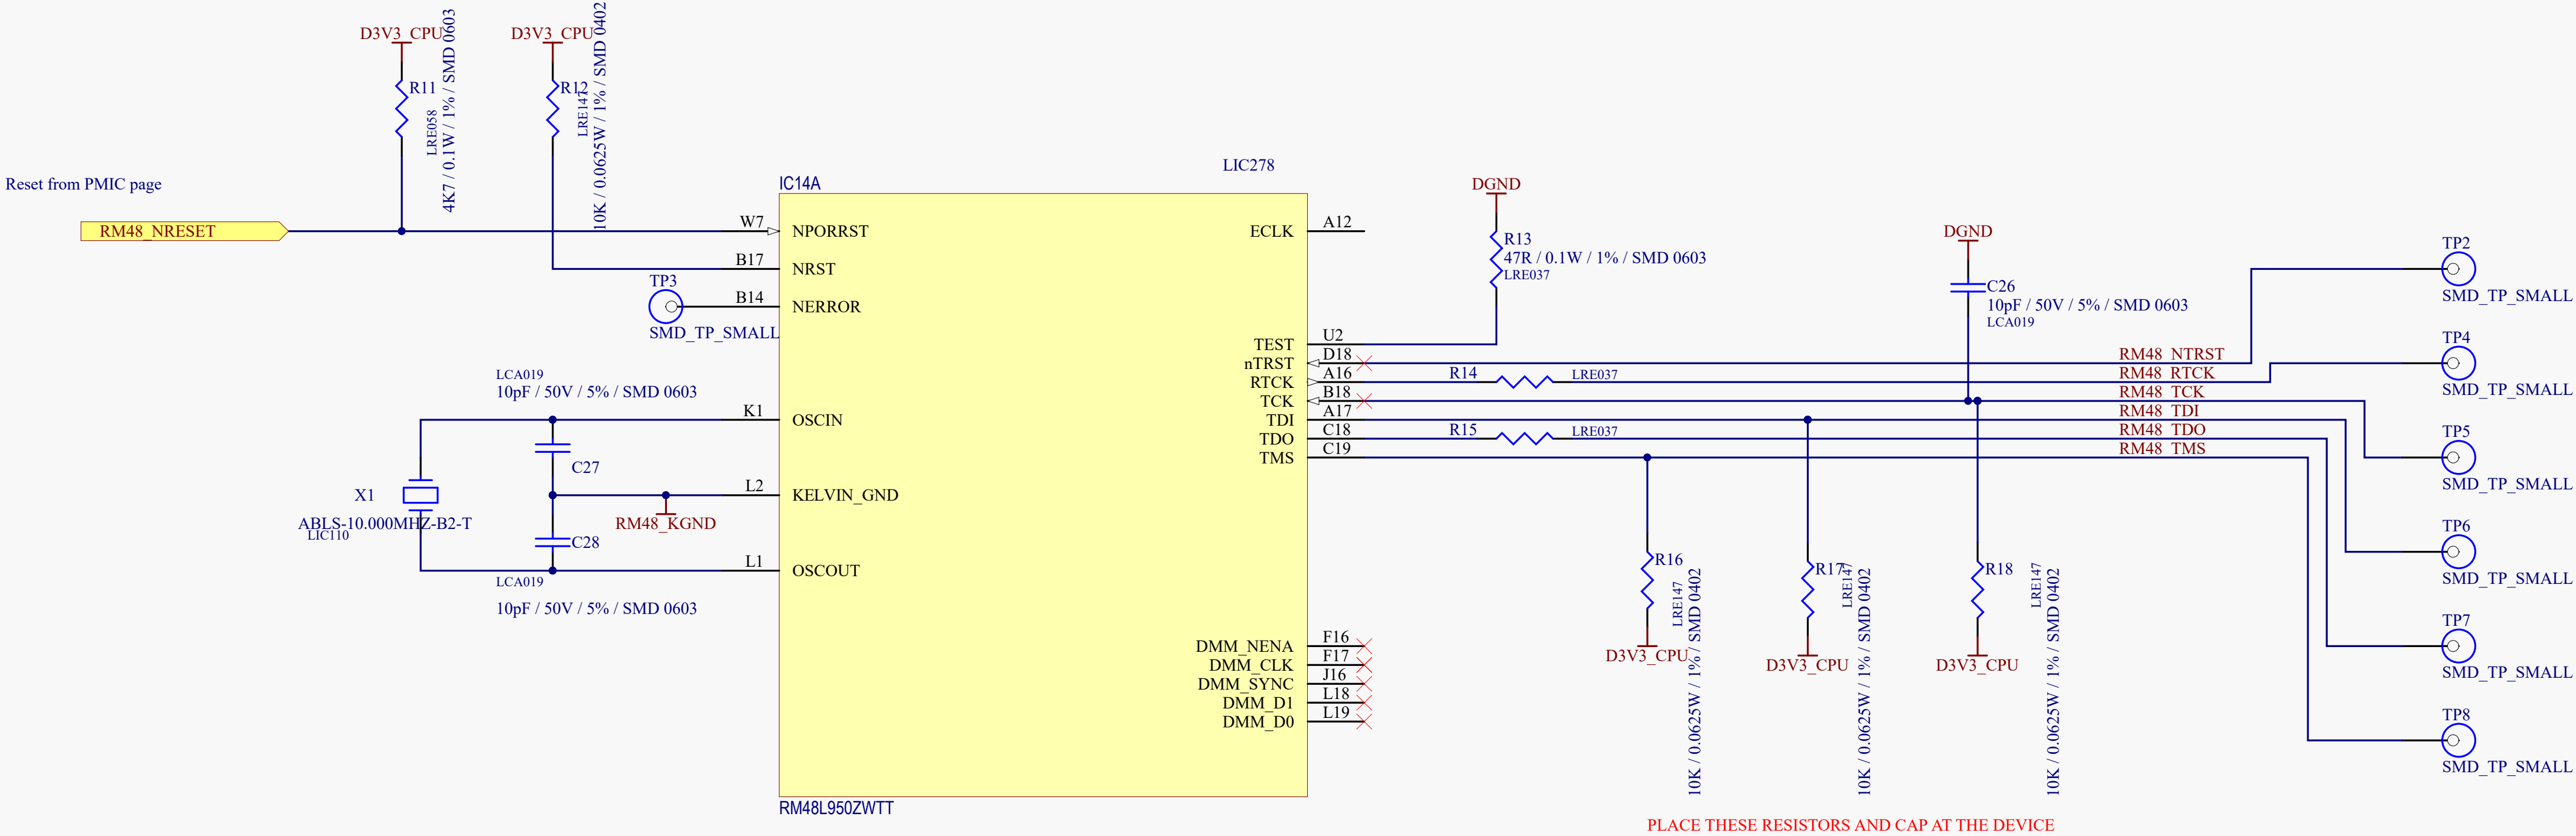 D3V3_CPU
R11
LRE058
4K7 / 0.1W / 1% / SMD 0603
D3V3_CPU
R12
LRE147
10K / 0.0625W / 1% / SMD 0402
Reset from PMIC page
RM48_NRESET
IC14A
LIC278
W7
NPORRST
B17
NRST
TP3
B14
NERROR
SMD_TP_SMALL
LCA019
10pF / 50V / 5% / SMD 0603
K1
OSCIN
C27
X1
L2
KELVIN_GND
ABLS-10.000MHZ-B2-T
LIC110
RM48_KGND
C28
L1
OSCOUT
LCA019
10pF / 50V / 5% / SMD 0603
RM48L950ZWTT
ECLK
A12
TEST
U2
nTRST
D18
RTCK
A16
TCK
B18
TDI
A17
TDO
C18
TMS
C19
DMM_NENA
F16
DMM_CLK
F17
DMM_SYNC
J16
DMM_D1
L18
DMM_D0
L19
DGND
R13
47R / 0.1W / 1% / SMD 0603
LRE037
DGND
C26
10pF / 50V / 5% / SMD 0603
LCA019
R14
LRE037
R15
LRE037
RM48_NTRST
RM48_RTCK
RM48_TCK
RM48_TDI
RM48_TDO
RM48_TMS
R16
LRE147
10K / 0.0625W / 1% / SMD 0402
D3V3_CPU
R17
LRE147
10K / 0.0625W / 1% / SMD 0402
D3V3_CPU
R18
LRE147
10K / 0.0625W / 1% / SMD 0402
D3V3_CPU
TP2
SMD_TP_SMALL
TP4
SMD_TP_SMALL
TP5
SMD_TP_SMALL
TP6
SMD_TP_SMALL
TP7
SMD_TP_SMALL
TP8
SMD_TP_SMALL
PLACE THESE RESISTORS AND CAP AT THE DEVICE